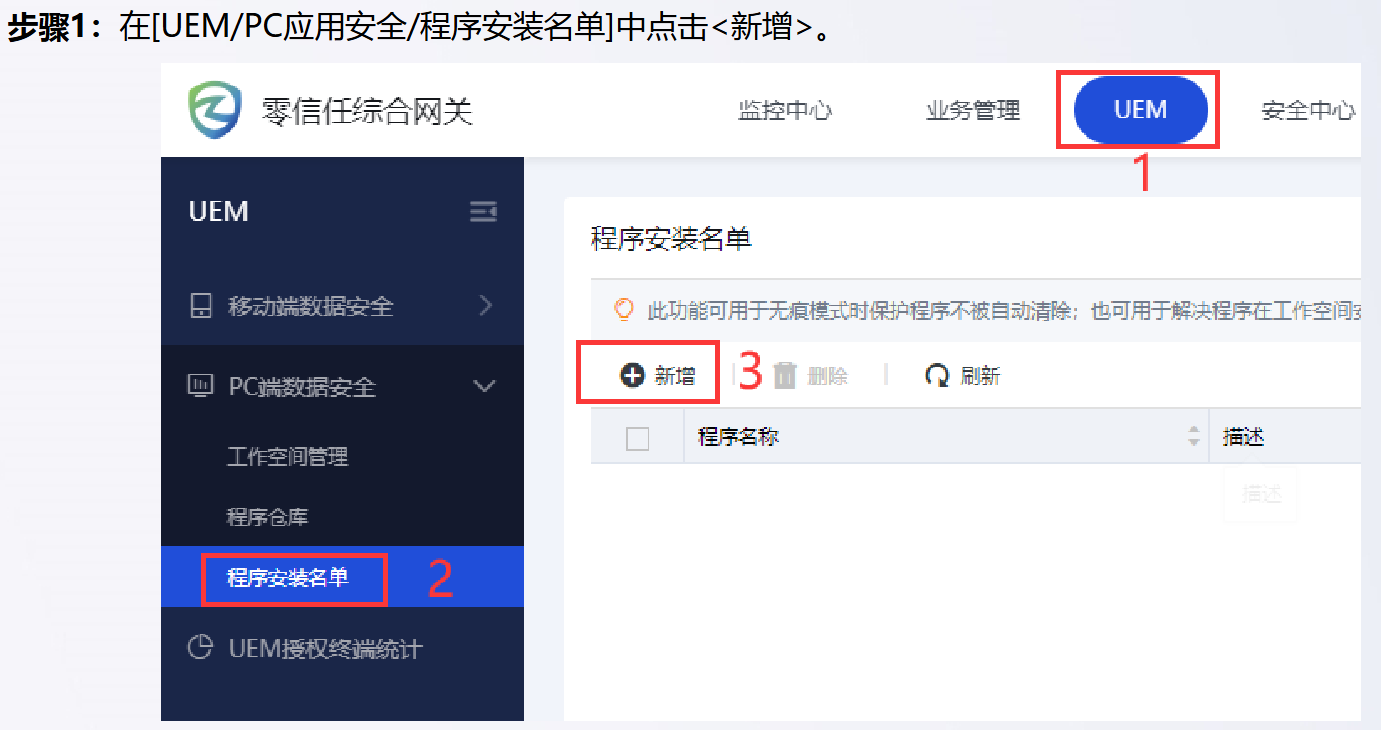 步骤1：在[UEM/PC应用安全/程序安装名单]中点击<新增>。
零信任综合网关 监控中心 业务管理 UEM 安全中心
1
UEM
程序安装名单
移动端数据安全
此功能可用于无痕模式时保护程序不被自动清除；也可用于解决程序在工作空间安
新增 3 删除 刷新
PC端数据安全
程序名称 描述
工作空间管理
描述
程序仓库
程序安装名单 2
UEM授权终端统计